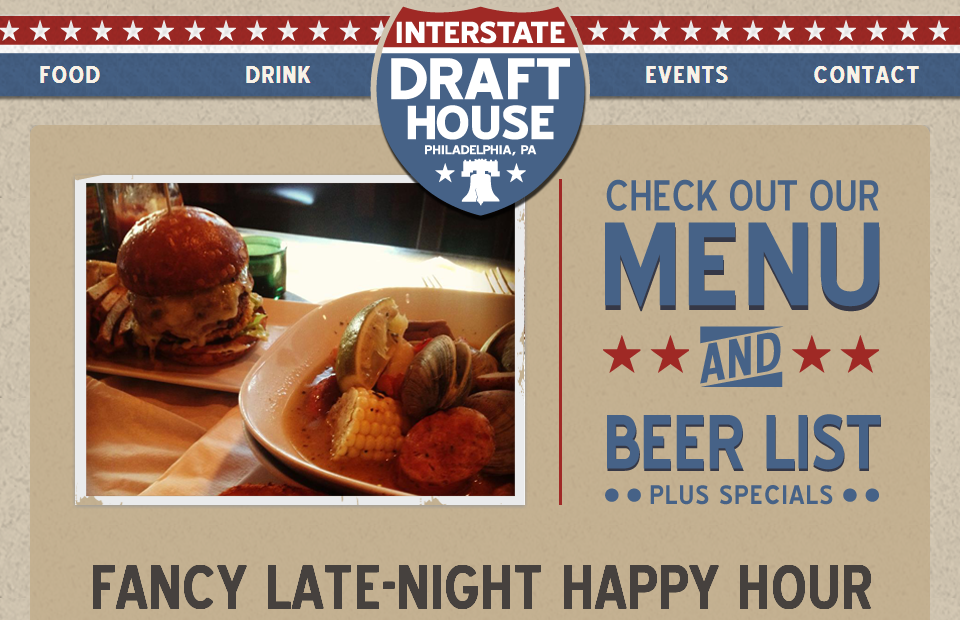 INTERSTATE
DRAFT
HOUSE
PHILADELPHIA, PA
FOOD
DRINK
EVENTS
CONTACT
CHECK OUT OUR
MENU
AND
BEER LIST
PLUS SPECIALS
FANCY LATE-NIGHT HAPPY HOUR